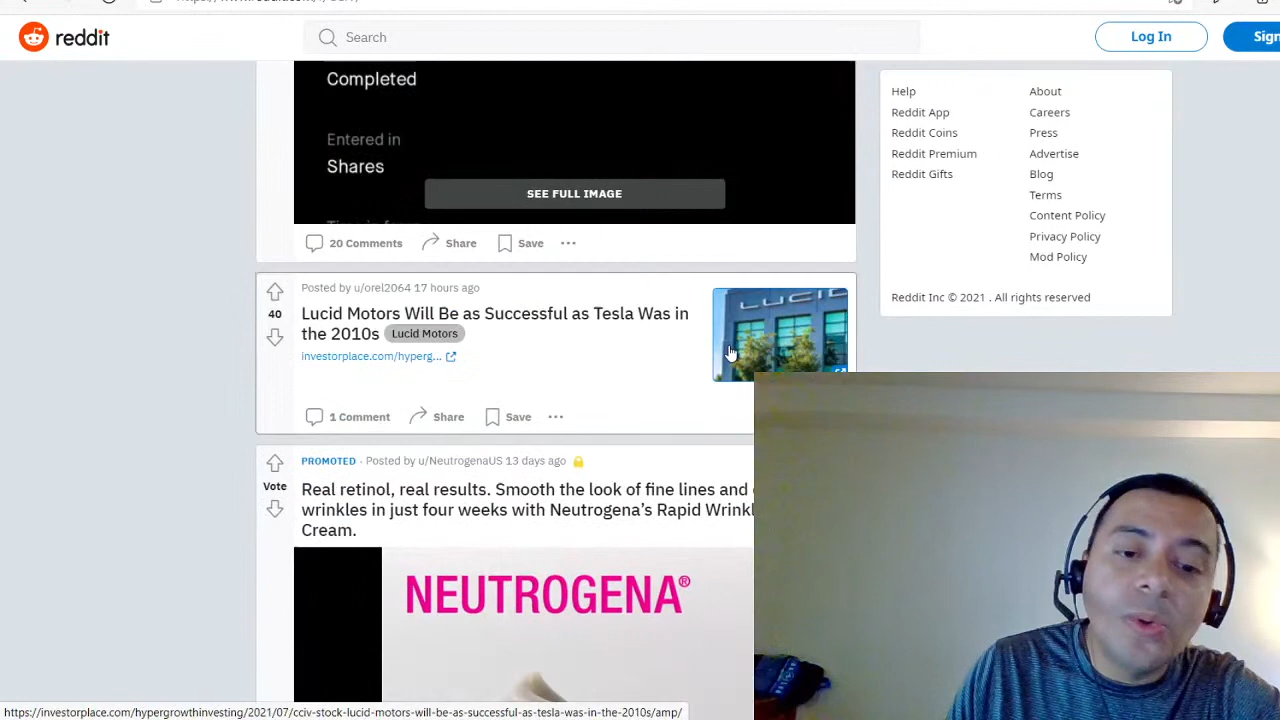 reddit
Search
Log In
Sign
Completed
Entered in
Shares
SEE FULL IMAGE
20 Comments
Share
Save
Posted by u/orel2064 17 hours ago
40
Lucid Motors Will Be as Successful as Tesla Was in
the 2010s
Lucid Motors
investorplace.com/hyperg...
LUCID
1 Comment
Share
Save
PROMOTED · Posted by u/NeutrogenaUS 13 days ago
Vote
Real retinol, real results. Smooth the look of fine lines and
wrinkles in just four weeks with Neutrogena's Rapid
Cream.
NEUTROGENA®
Help
About
Reddit App
Careers
Reddit Coins
Press
Reddit Premium
Advertise
Reddit Gifts
Blog
Terms
Content Policy
Privacy Policy
Mod Policy
Reddit Inc © 2021 . All rights reserved
https://investorplace.com/hypergrowthinvesting/2021/07/cciv-stock-lucid-motors-will-be-as-successful-as-tesla-was-in-the-2010s/amp/